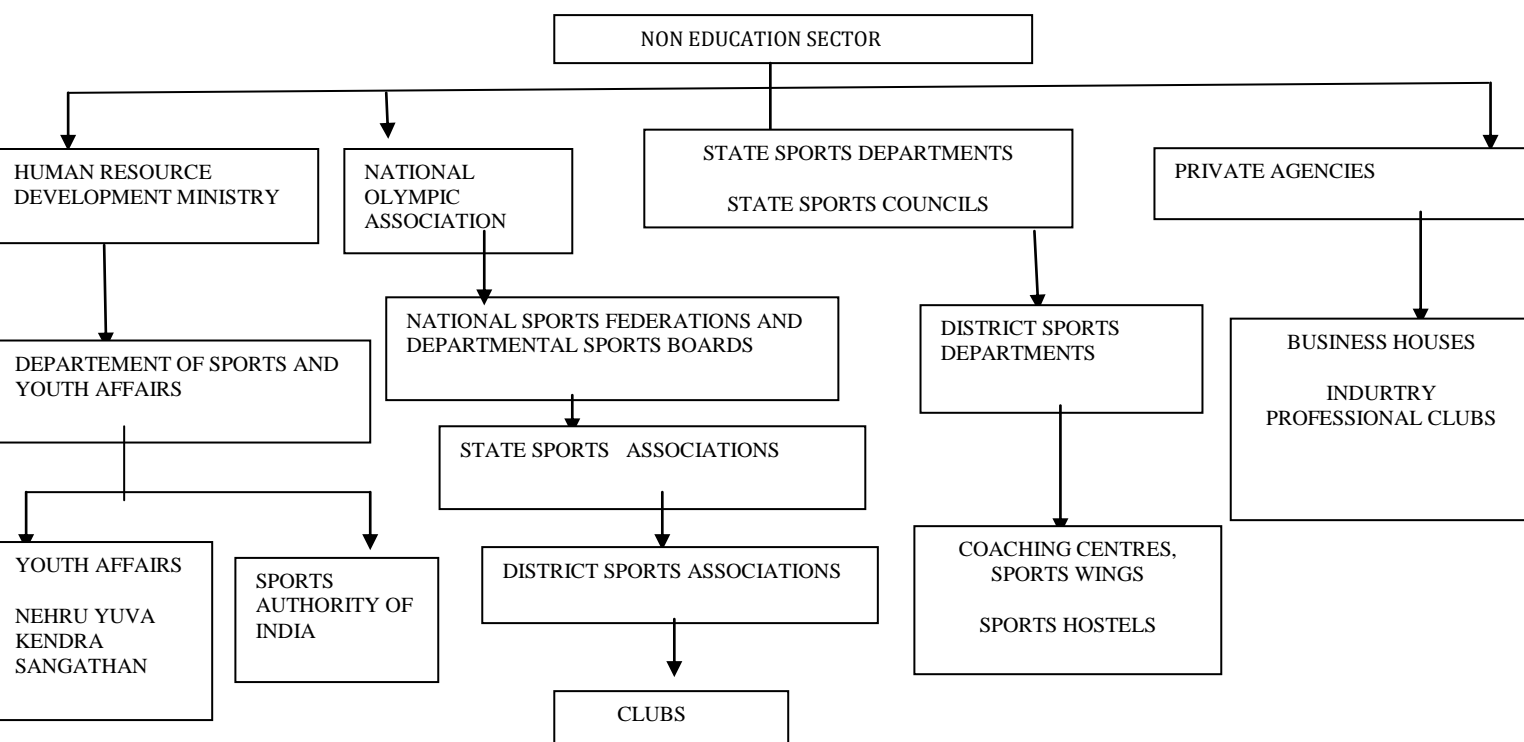 NON EDUCATION SECTOR
HUMAN RESOURCE
DEVELOPMENT MINISTRY
NATIONAL
OLYMPIC
ASSOCIATION
STATE SPORTS DEPARTMENTS
STATE SPORTS COUNCILS
PRIVATE AGENCIES
DEPARTEMENT OF SPORTS AND
YOUTH AFFAIRS
NATIONAL SPORTS FEDERATIONS AND
DEPARTMENTAL SPORTS BOARDS
DISTRICT SPORTS
DEPARTMENTS
BUSINESS HOUSES
INDURTRY
PROFESSIONAL CLUBS
STATE SPORTS ASSOCIATIONS
YOUTH AFFAIRS
NEHRU YUVA
KENDRA
SANGATHAN
SPORTS
AUTHORITY OF
INDIA
DISTRICT SPORTS ASSOCIATIONS
COACHING CENTRES,
SPORTS WINGS
SPORTS HOSTELS
CLUBS